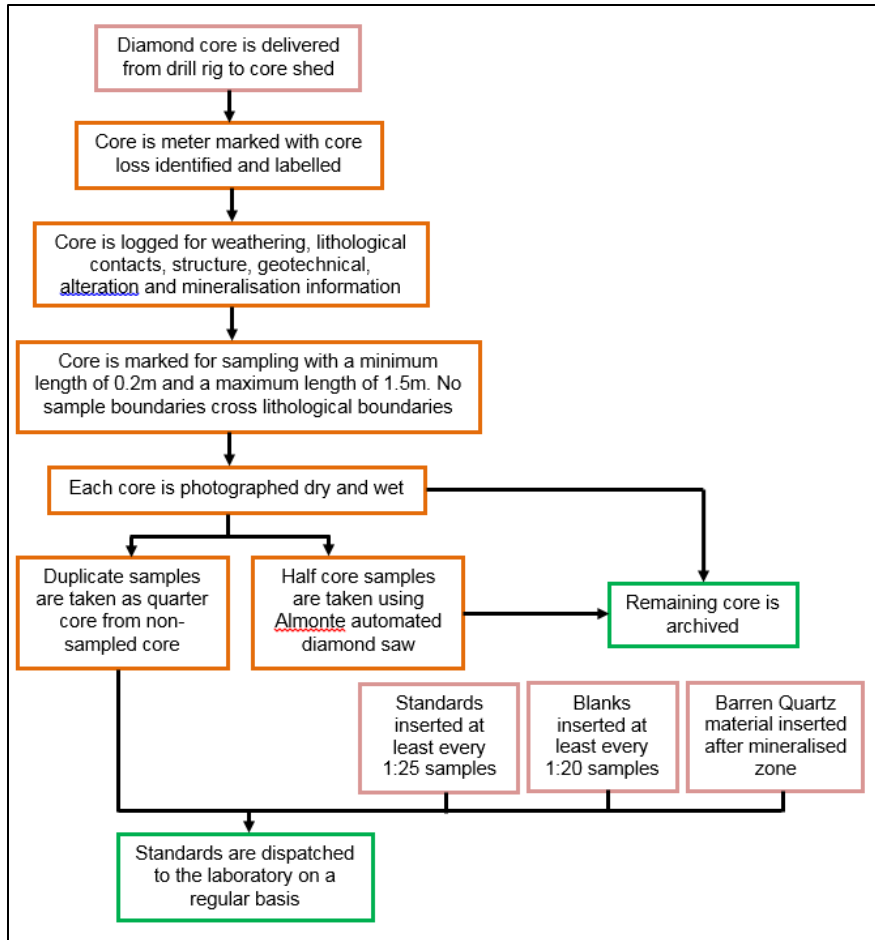 Diamond core is delivered
from drill rig to core shed
Core is meter marked with core
loss identified and labelled
Core is logged for weathering, lithological
contacts, structure, geotechnical,
alteration and mineralisation information
Core is marked for sampling with a minimum
length of 0.2m and a maximum length of 1.5m. No
sample boundaries cross lithological boundaries
Each core is photographed dry and wet
Duplicate samples
are taken as quarter
core from non-
sampled core
Half core samples
are taken using
Almonte automated
diamond saw
Remaining core is
archived
Standards
inserted at
least every
1:25 samples
Blanks
inserted at
least every
1:20 samples
Barren Quartz
material inserted
after mineralised
zone
Standards are dispatched
to the laboratory on a
regular basis